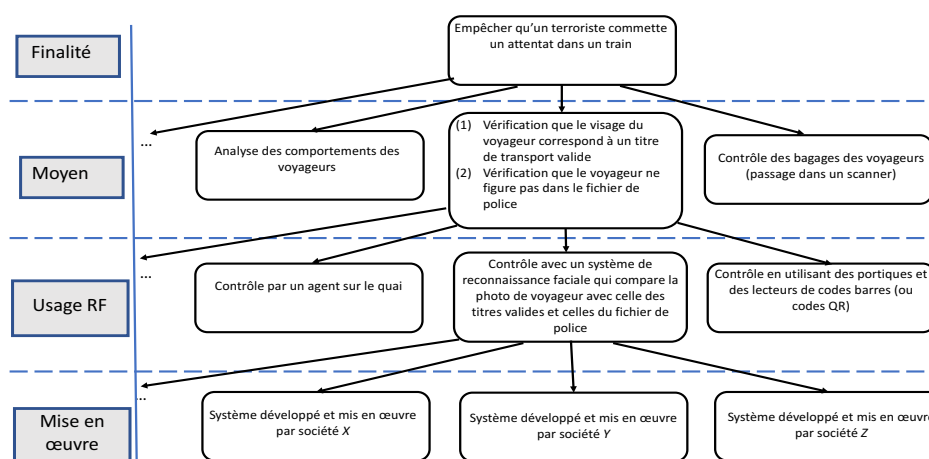 Finalité
Empêcher qu'un terroriste commette
un attentat dans un train
Moyen
...
Analyse des comportements des
voyageurs
(1) Vérification que le visage du
voyageur correspond à un titre
de transport valide
(2) Vérification que le voyageur ne
figure pas dans le fichier de
police
Contrôle des bagages des voyageurs
(passage dans un scanner)
Usage RF
...
Contrôle par un agent sur le quai
Contrôle avec un système de
reconnaissance faciale qui compare la
photo de voyageur avec celle des
titres valides et celles du fichier de
police
Contrôle en utilisant des portiques et
des lecteurs de codes barres (ou
codes QR)
Mise en
œuvre
...
Système développé et mis en œuvre
par société X
Système développé et mis en œuvre
par société Y
Système développé et mis en œuvre
par société Z